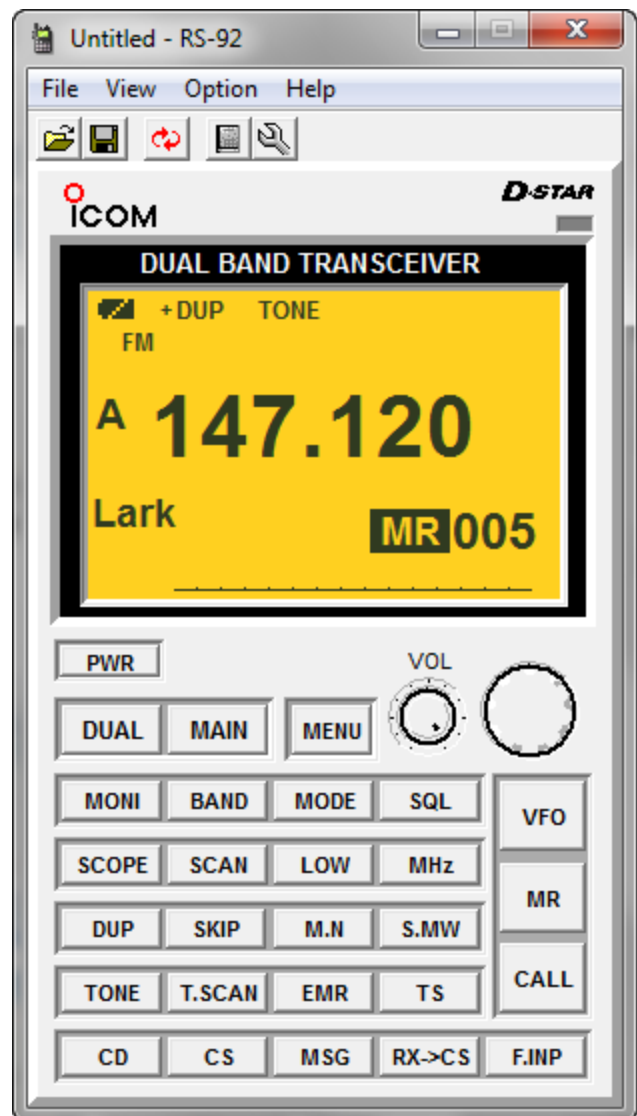 Untitled - RS-92
File View Option Help
ICOM
D-STAR
DUAL BAND TRANSCEIVER
+DUP TONE
FM
A 147.120
Lark
MR 005
PWR
VOL
DUAL MAIN MENU
MONI BAND MODE SQL
VFO
SCOPE SCAN LOW MHz
MR
DUP SKIP M.N S.MW
CALL
TONE T.SCAN EMR TS
CD CS MSG RX->CS F.INP